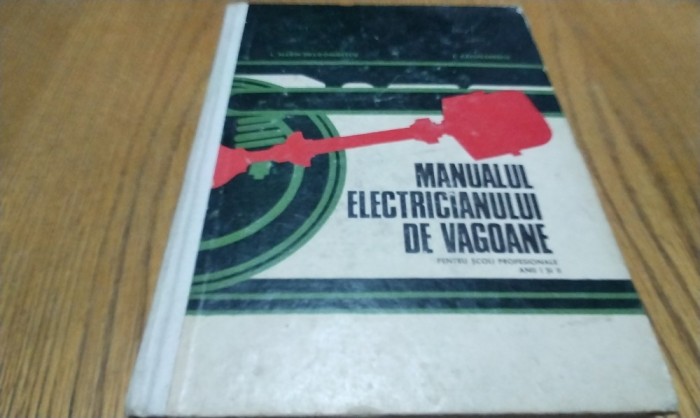 MANUALUL
ELECTRICIANULUI
DE VAGOANE
PENTRU ȘCOLI PROFESIONALE
ANII I ȘI II